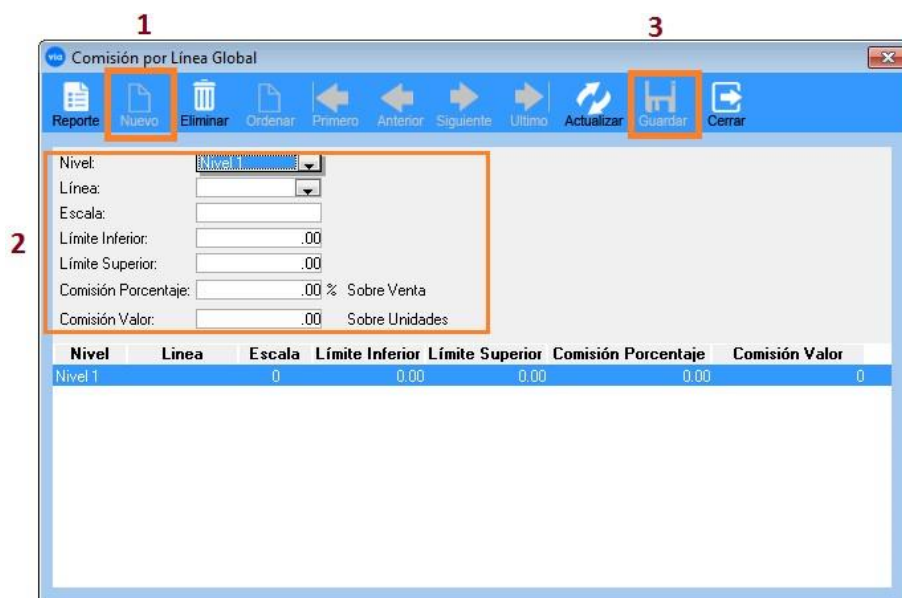 1
3
via Comisión por Línea Global
Reporte Nuevo Eliminar Ordenar Primero Anterior Siguiente Ultimo Actualizar Guardar Cerrar
2
Nivel: Nivel 1
Línea:
Escala:
Límite Inferior: .00
Límite Superior: .00
Comisión Porcentaje: .00 % Sobre Venta
Comisión Valor: .00 Sobre Unidades
Nivel Linea Escala Límite Inferior Límite Superior Comisión Porcentaje Comisión Valor
Nivel 1 0 0.00 0.00 0.00 0